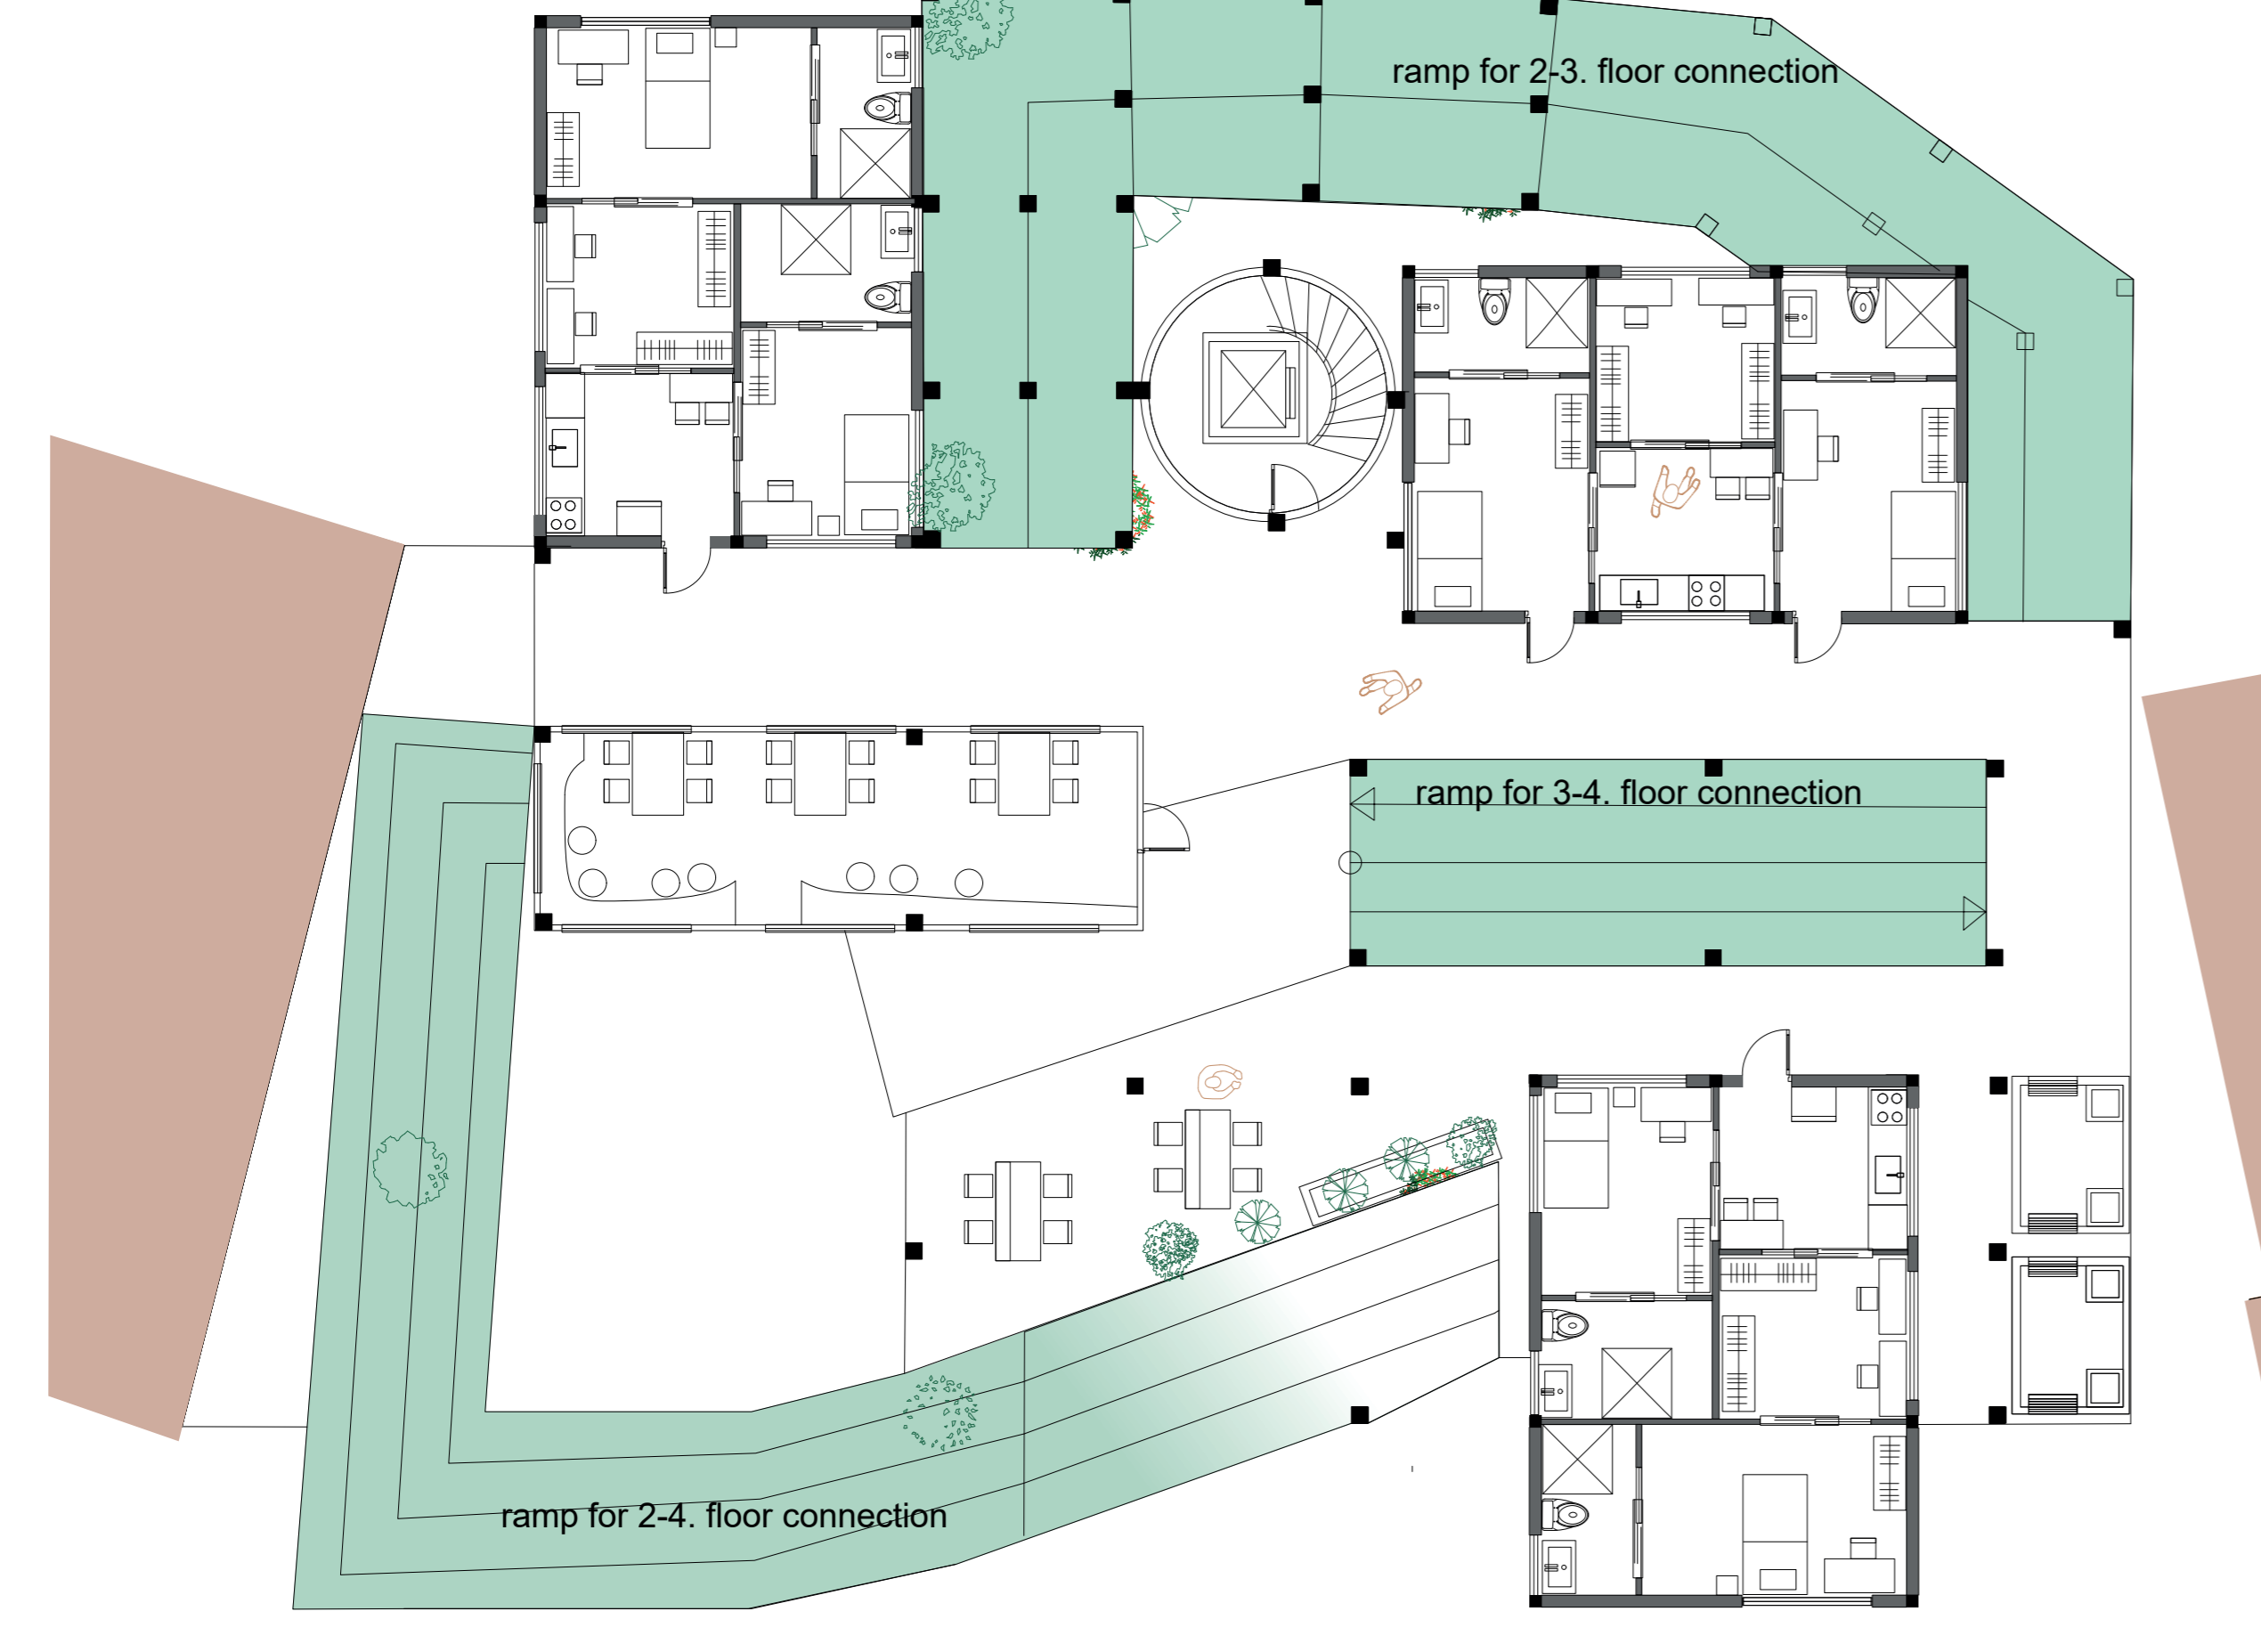 ramp for 2-3. floor connection
ramp for 3-4. floor connection
ramp for 2-4. floor connection